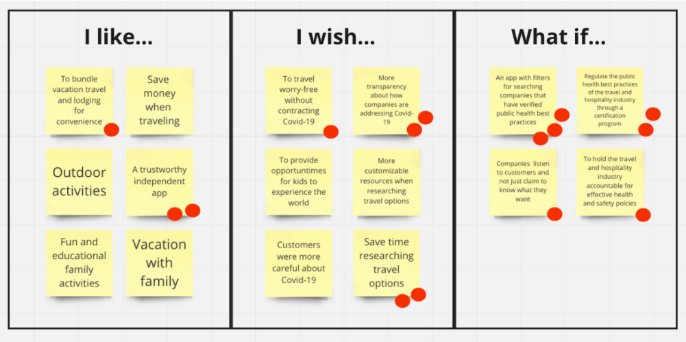 I like...
I wish...
What if...
To bundle
vacation travel
and lodging
for
convenience
Save
money
when
traveling
Outdoor
activities
A trustworthy
independent
app
Fun and
educational
family
activities
Vacation
with
family
To travel
worry-free
without
contracting
Covid-19
More
transparency
about how
companies are
addressing Covid-
19
To provide
opportuntimes
for kids to
experience the
world
More
customizable
resources when
researching
travel options
Customers
were more
careful about
Covid-19
Save time
researching
travel
options
An app with filters
for searching
companies that
have verified
public health best
practices
Regulate the public
health best practices
of the travel and
hospitality industry
through a
certification
program
Companies listen
to customers and
not just claim to
know what they
want
To hold the travel
and hospitality
industry
accountable for
effective health
and safety polcies